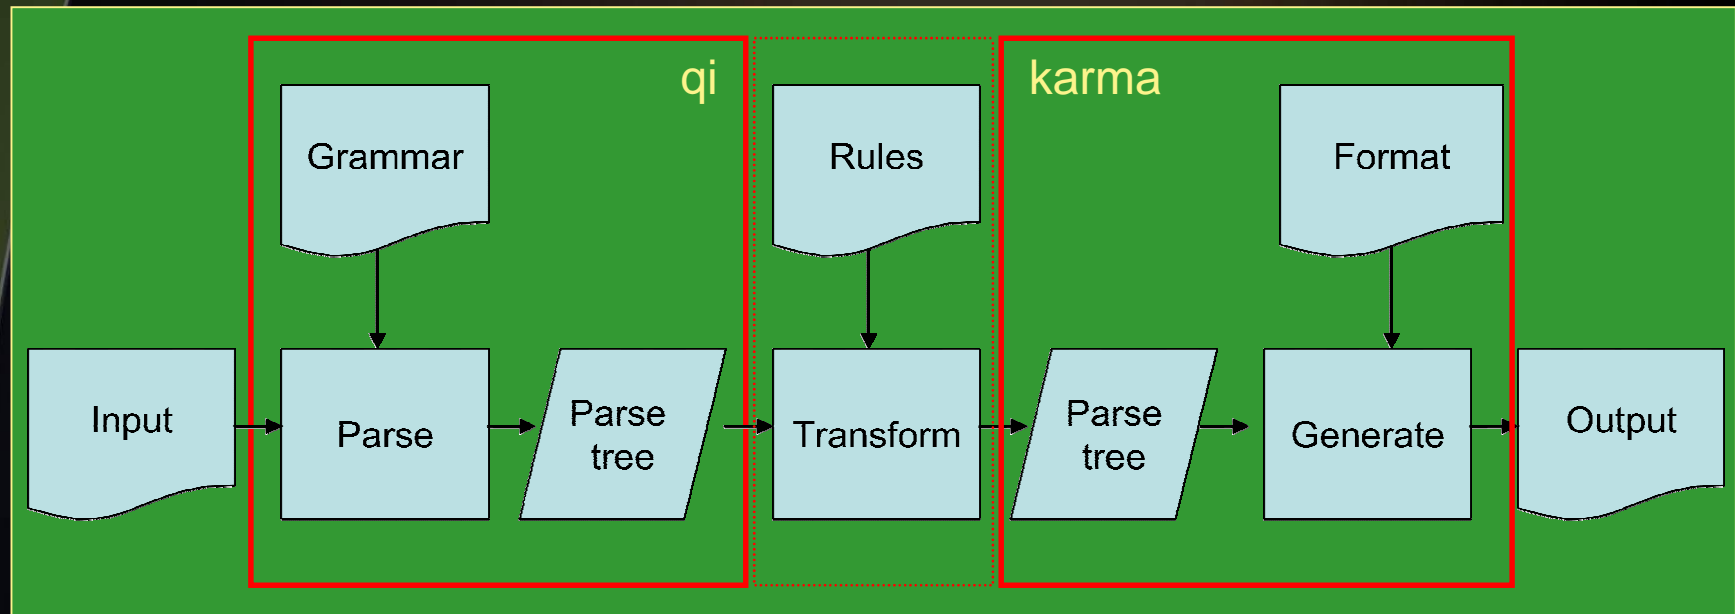 qi
karma
Grammar
Rules
Format
Input
Parse
Parse
tree
Transform
Parse
tree
Generate
Output